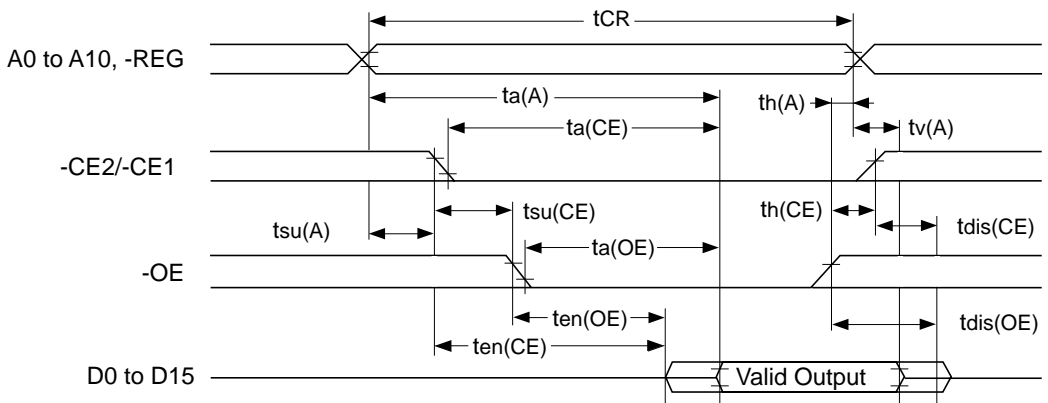 tCR
A0 to A10, -REG
ta(A)
th(A)
ta(CE)
tv(A)
-CE2/-CE1
tsu(CE)
th(CE)
tsu(A)
tdis(CE)
ta(OE)
-OE
ten(OE)
tdis(OE)
ten(CE)
D0 to D15
Valid Output